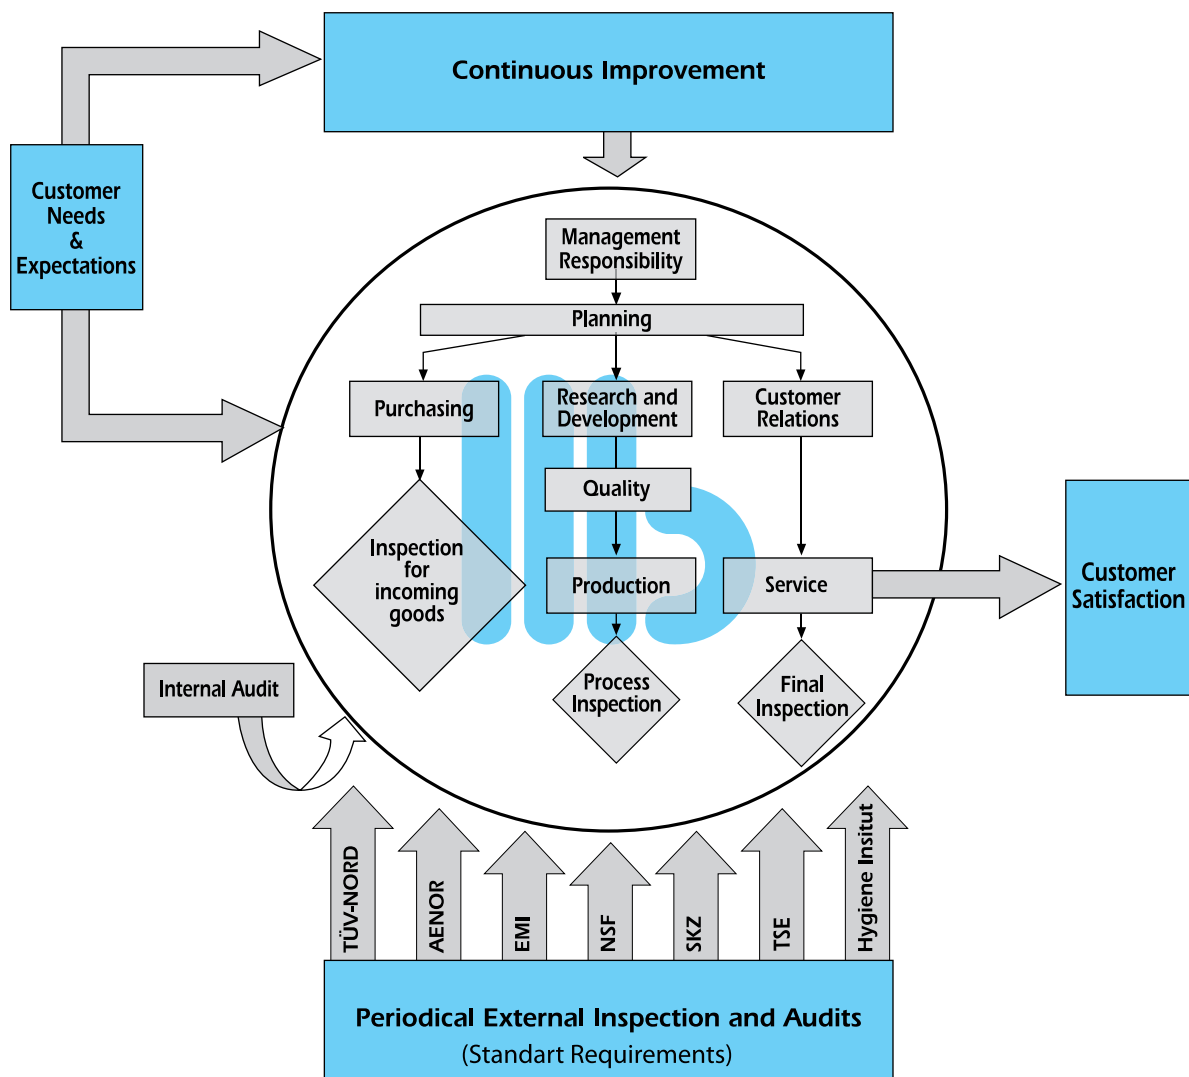 Continuous Improvement
Customer
Needs
&
Expectations
Management
Responsibility
Planning
Purchasing
Research and
Development
Customer
Relations
Quality
Inspection
for
incoming
goods
Production
Service
Customer
Satisfaction
Internal Audit
Process
Inspection
Final
Inspection
TÜV-NORD
AENOR
EMI
NSF
SKZ
TSE
Hygiene Insitut
Periodical External Inspection and Audits
(Standart Requirements)